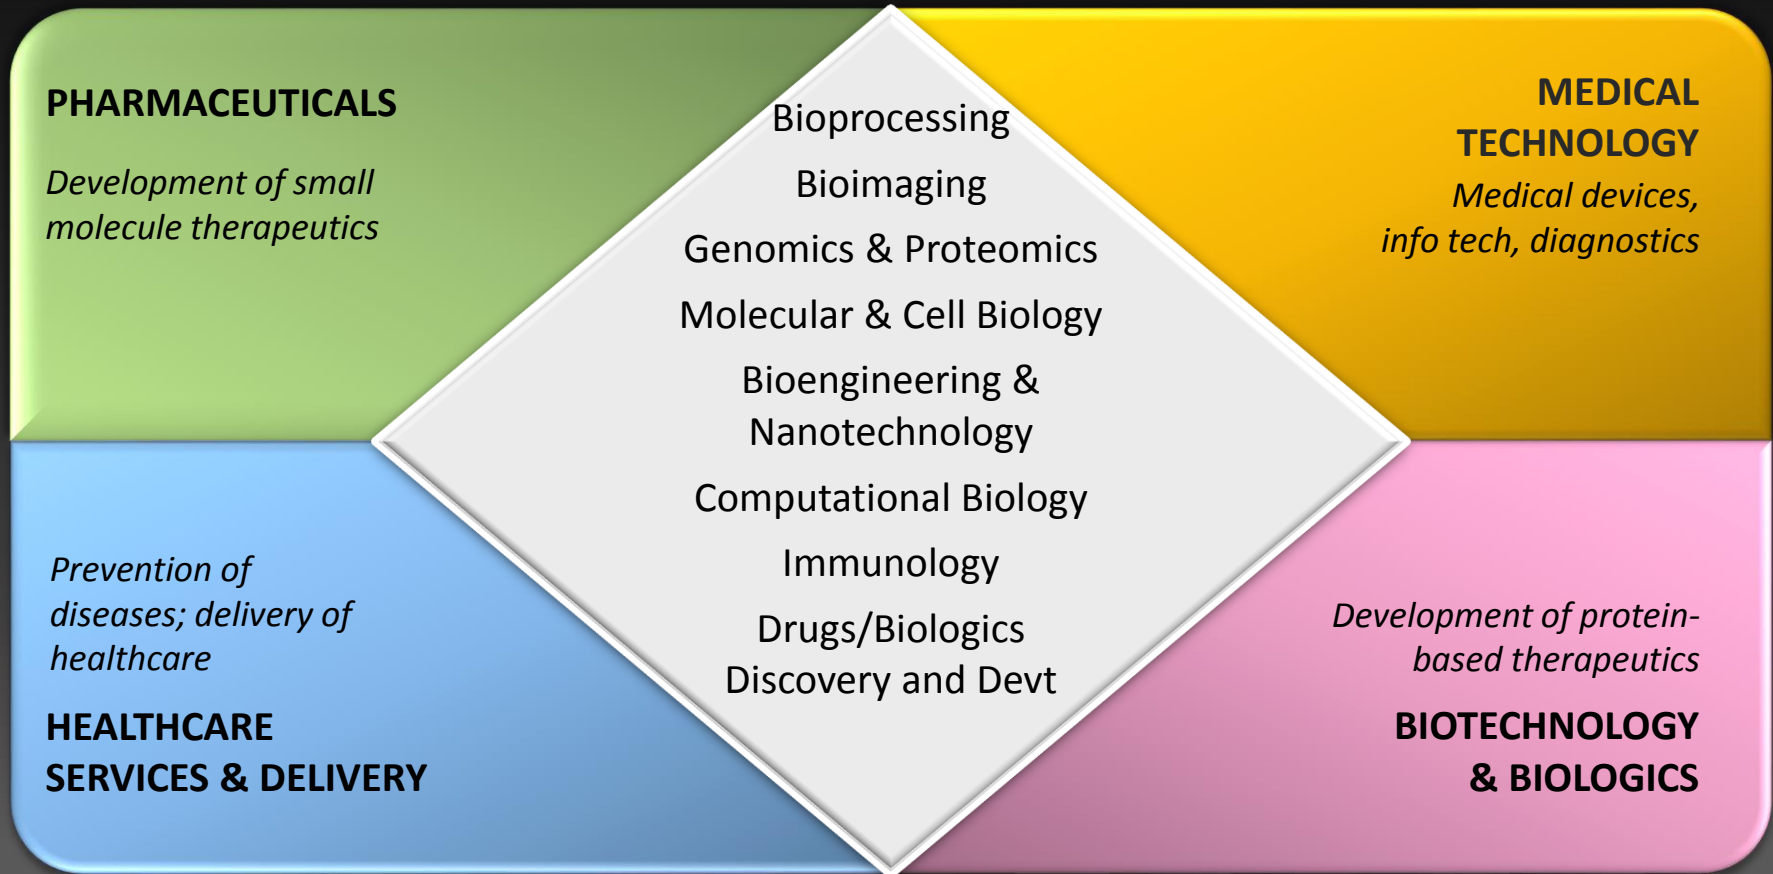 PHARMACEUTICALS
Development of small
molecule therapeutics
MEDICAL
TECHNOLOGY
Medical devices,
info tech, diagnostics
Bioprocessing
Bioimaging
Genomics & Proteomics
Molecular & Cell Biology
Bioengineering &
Nanotechnology
Computational Biology
Immunology
Drugs/Biologics
Discovery and Devt
Prevention of
diseases; delivery of
healthcare
HEALTHCARE
SERVICES & DELIVERY
Development of protein-
based therapeutics
BIOTECHNOLOGY
& BIOLOGICS